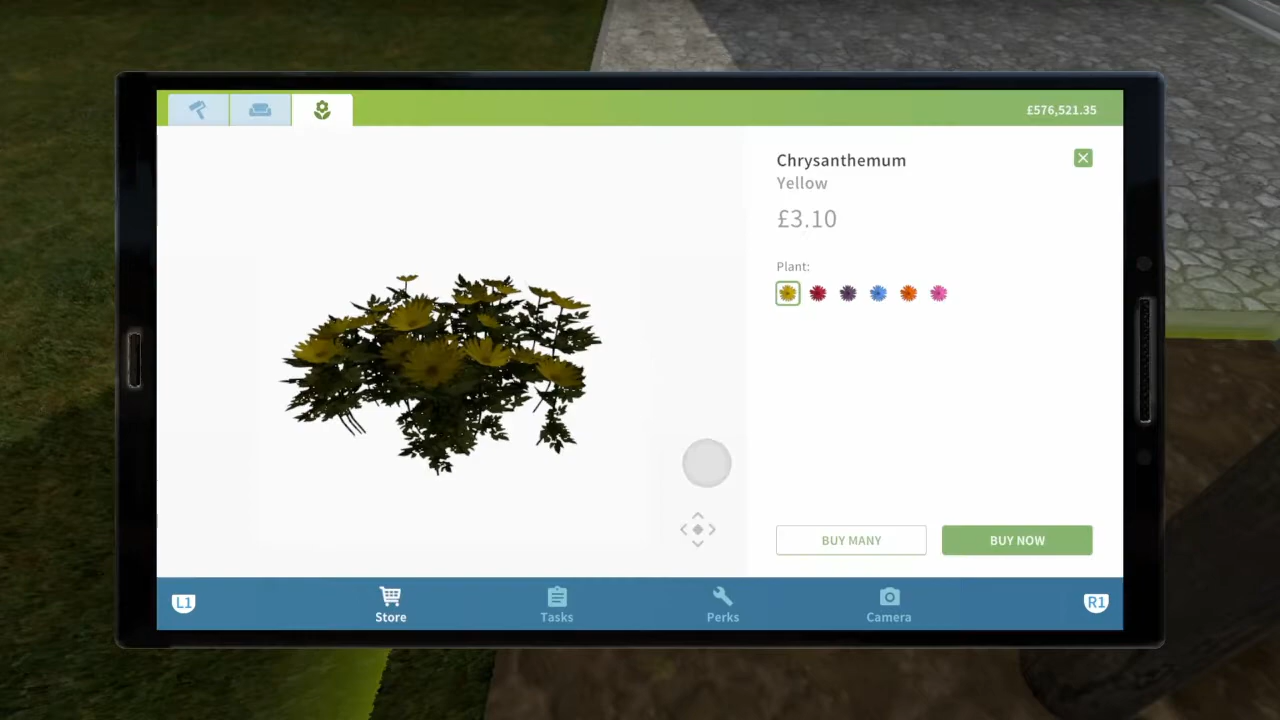 £576,521.35
Chrysanthemum
Yellow
£3.10
Plant:
BUY MANY
BUY NOW
L1
Store
Tasks
Perks
Camera
R1